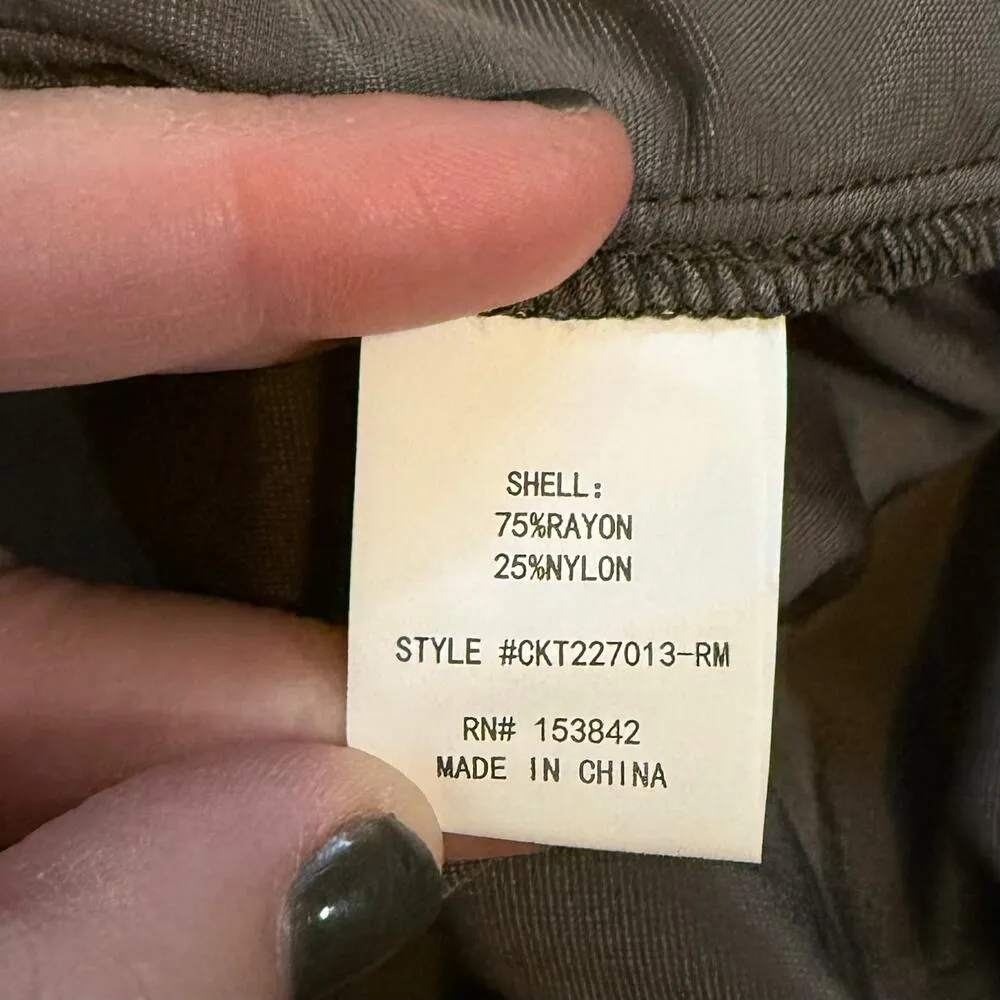 SHELL:
75%RAYON
25%NYLON
STYLE #CKT227013-RM
RN# 153842
MADE IN CHINA